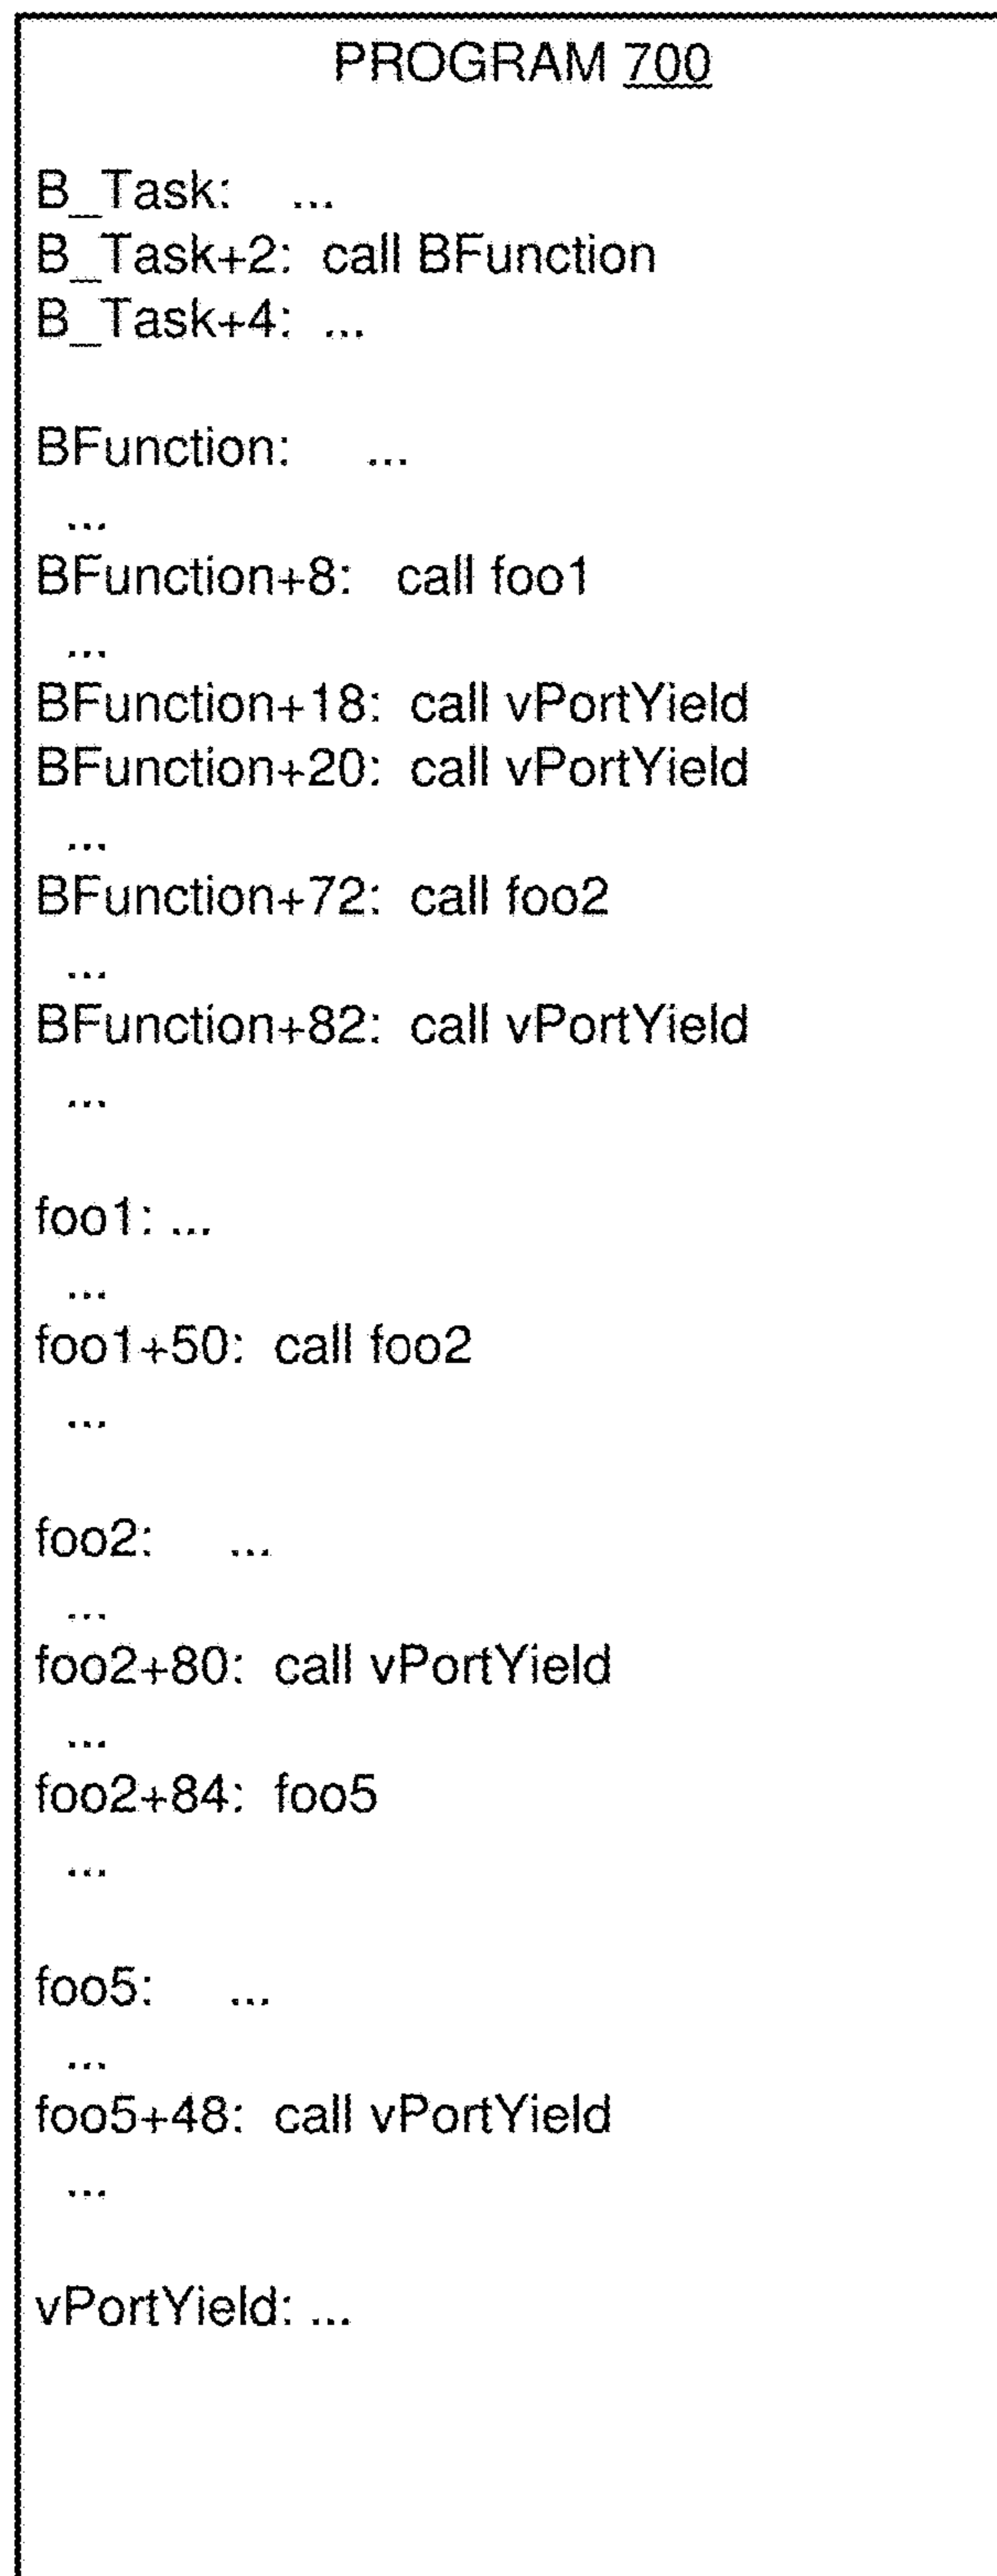 PROGRAM 700
B_Task: ...
B_Task+2: call BFunction
B_Task+4: ...
BFunction: ...
...
BFunction+8: call foo1
...
BFunction+18: call vPortYield
BFunction+20: call vPortYield
...
BFunction+72: call foo2
...
BFunction+82: call vPortYield
...
foo1: ...
...
foo1+50: call foo2
...
foo2: ...
...
foo2+80: call vPortYield
...
foo2+84: foo5
...
foo5: ...
...
foo5+48: call vPortYield
...
vPortYield: ...